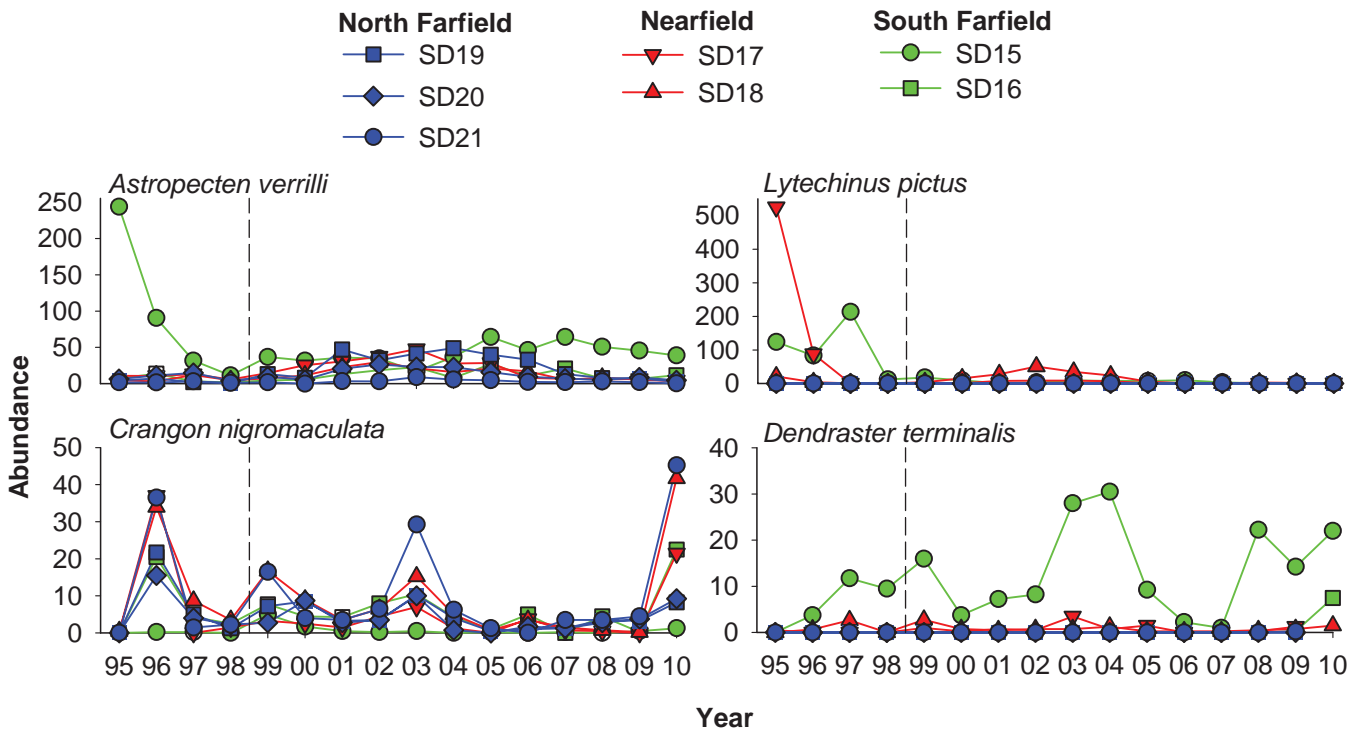 North Farfield Nearfield South Farfield
SD19 SD17 SD15
SD20 SD18 SD16
SD21
Astropecten verrilli
250
200
150
100
50
0
Lytechinus pictus
500
400
300
200
100
0
Abundance
Crangon nigromaculata
50
40
30
20
10
0
95 96 97 98 99 00 01 02 03 04 05 06 07 08 09 10
Dendraster terminalis
40
30
20
10
0
95 96 97 98 99 00 01 02 03 04 05 06 07 08 09 10
Year